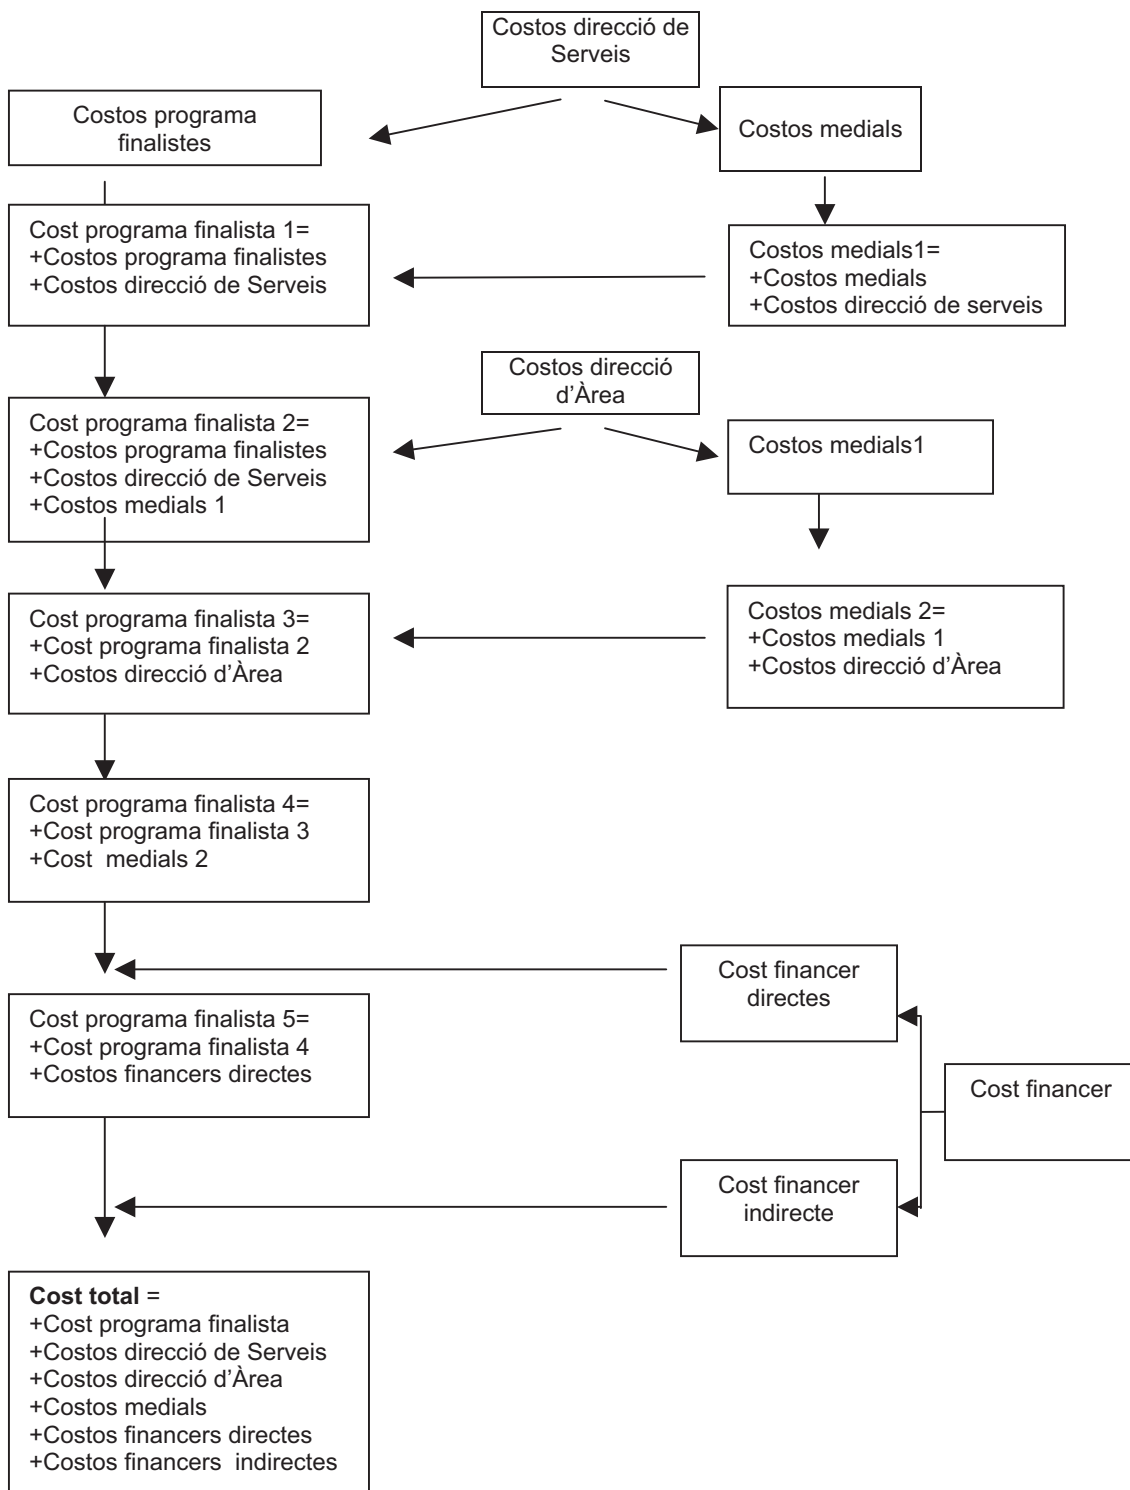 Costos direcció de
Serveis
Costos programa
finalistes
Costos medials
Cost programa finalista 1=
+Costos programa finalistes
+Costos direcció de Serveis
Costos medials1=
+Costos medials
+Costos direcció de serveis
Costos direcció
d’Àrea
Cost programa finalista 2=
+Costos programa finalistes
+Costos direcció de Serveis
+Costos medials 1
Costos medials1
Cost programa finalista 3=
+Cost programa finalista 2
+Costos direcció d’Àrea
Costos medials 2=
+Costos medials 1
+Costos direcció d’Àrea
Cost programa finalista 4=
+Cost programa finalista 3
+Cost  medials 2
Cost financer
directes
Cost programa finalista 5=
+Cost programa finalista 4
+Costos financers directes
Cost financer
Cost financer
indirecte
Cost total =
+Cost programa finalista
+Costos direcció de Serveis
+Costos direcció d’Àrea
+Costos medials
+Costos financers directes
+Costos financers  indirectes